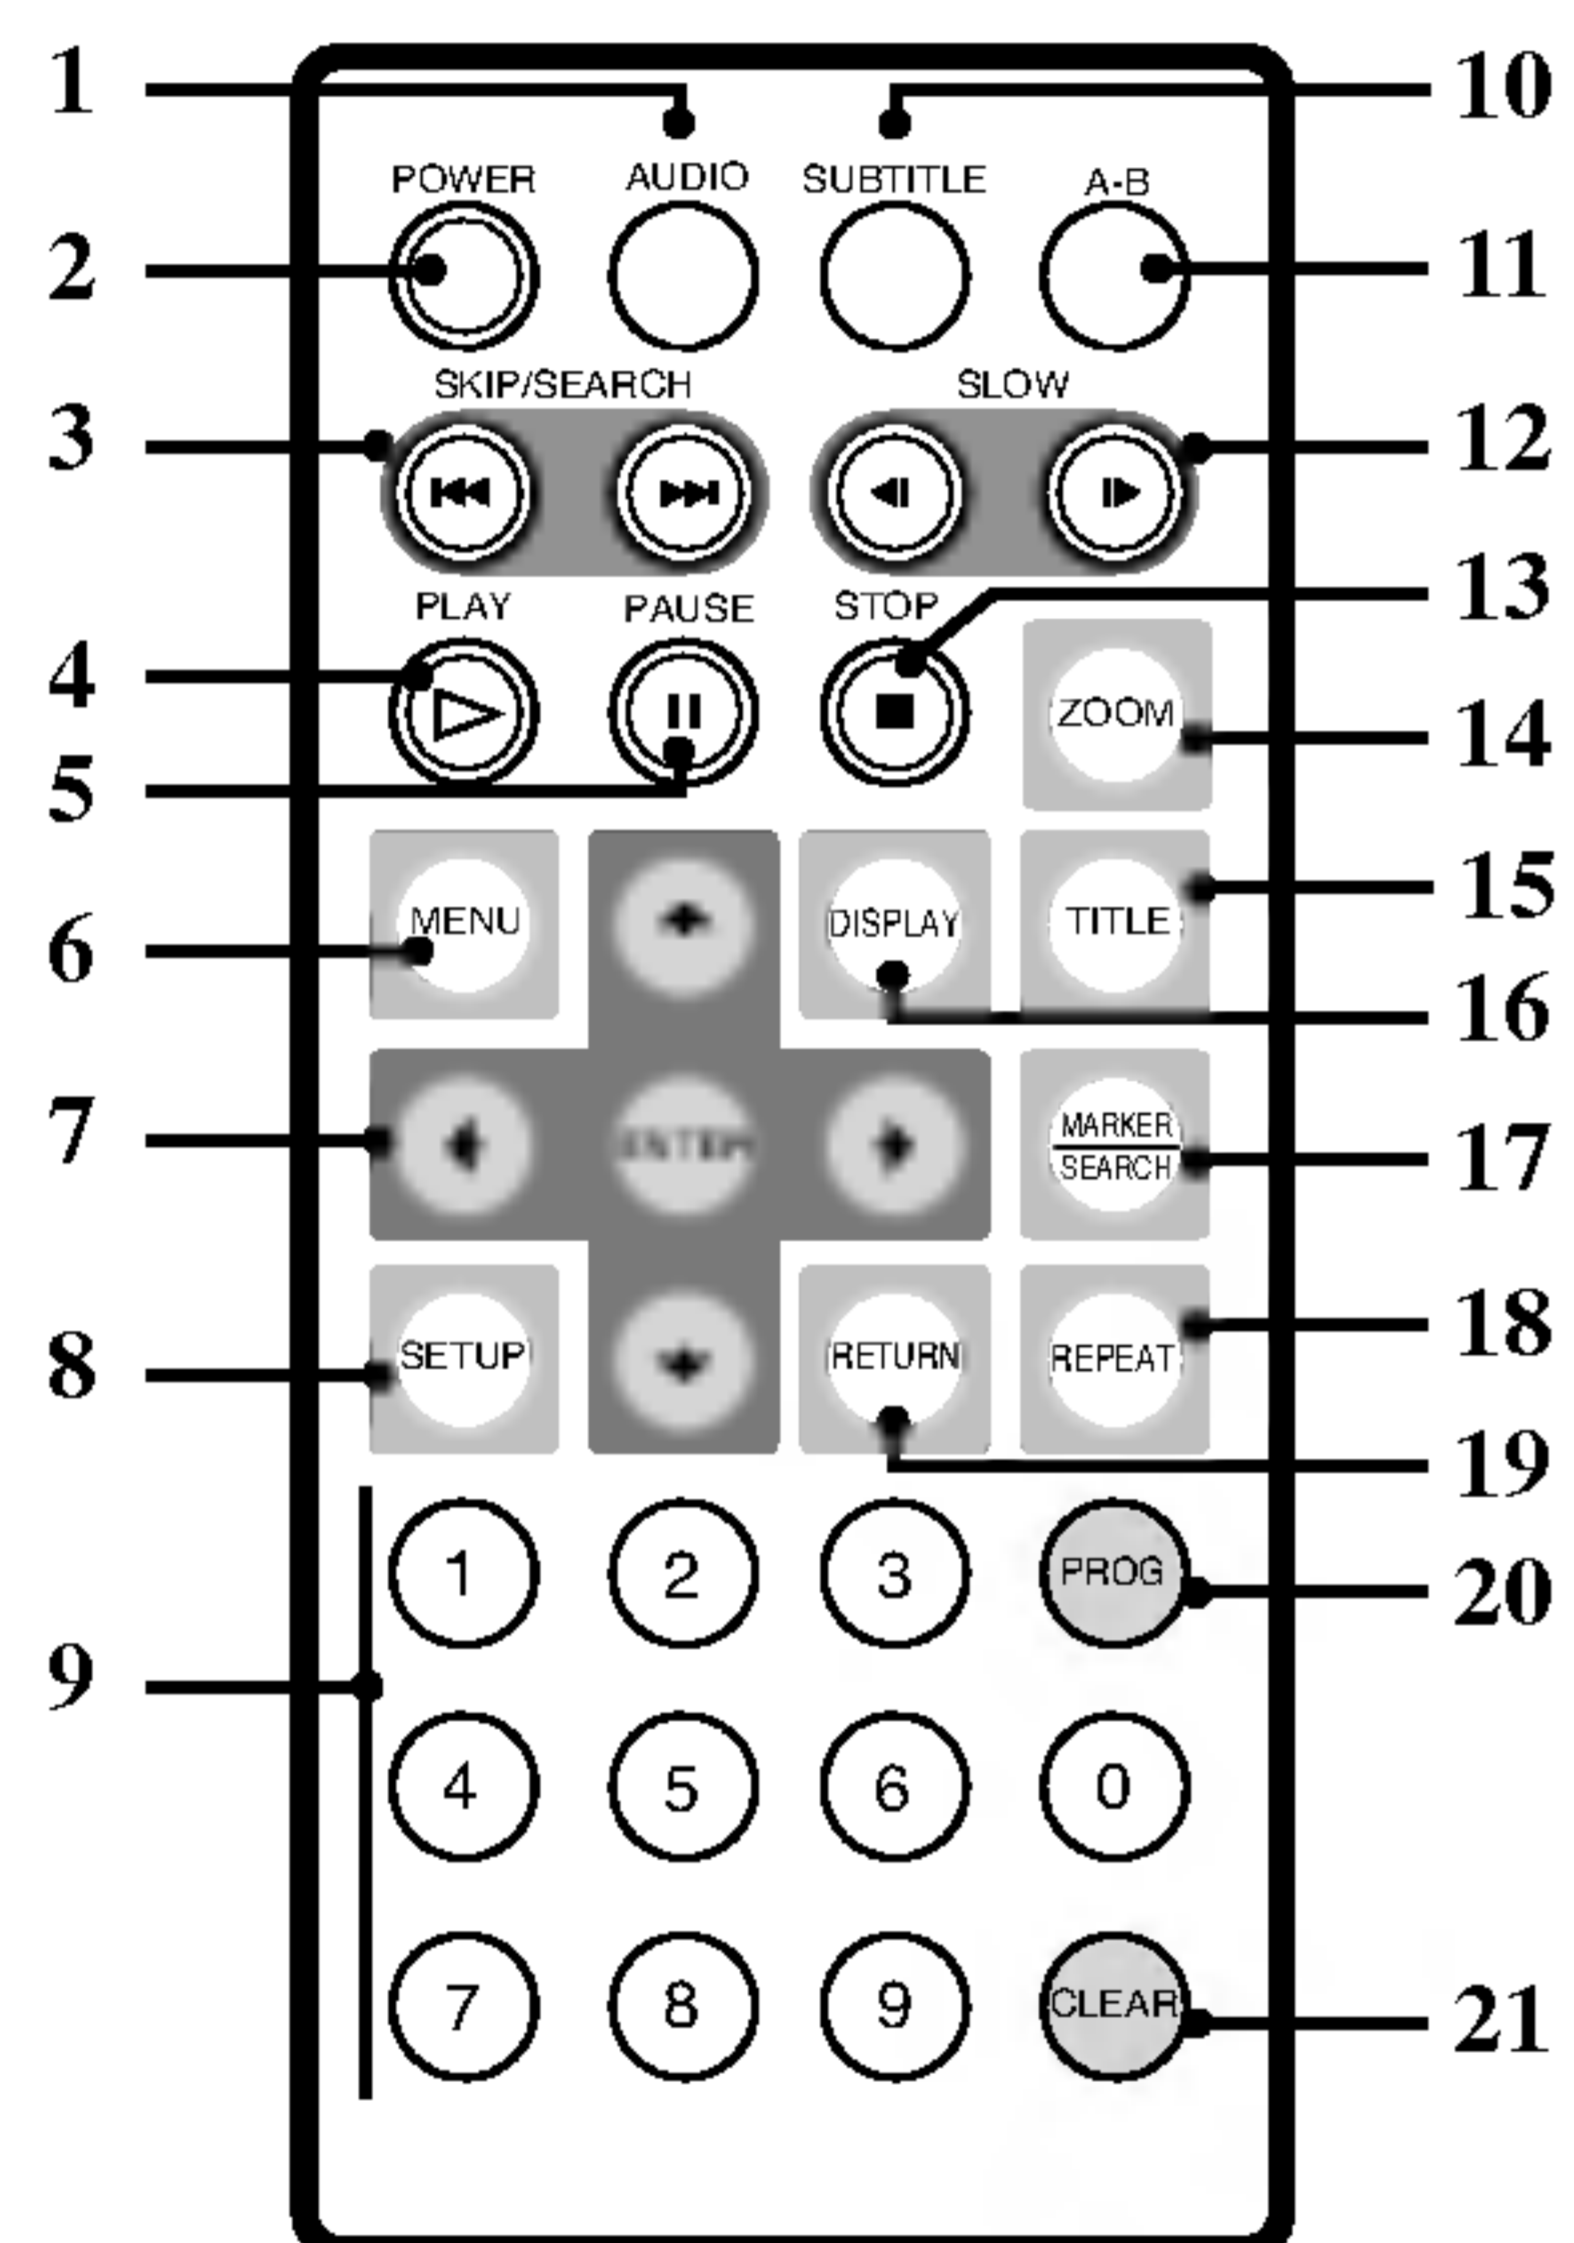 1
10
POWER AUDIO SUBTITLE A-B
2
11
SKIP/SEARCH SLOW
3
12
PLAY PAUSE STOP
13
4
ZOOM
14
5
MENU DISPLAY TITLE
15
6
16
7
ENTER
MARKER
SEARCH
17
8
SETUP RETURN REPEAT
18
19
1 2 3 PROG
20
9
4 5 6 0
7 8 9 CLEAR
21